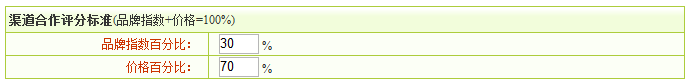 渠道合作评分标准(品牌指数+价格=100%)
品牌指数百分比： 30 %
价格百分比： 70 %